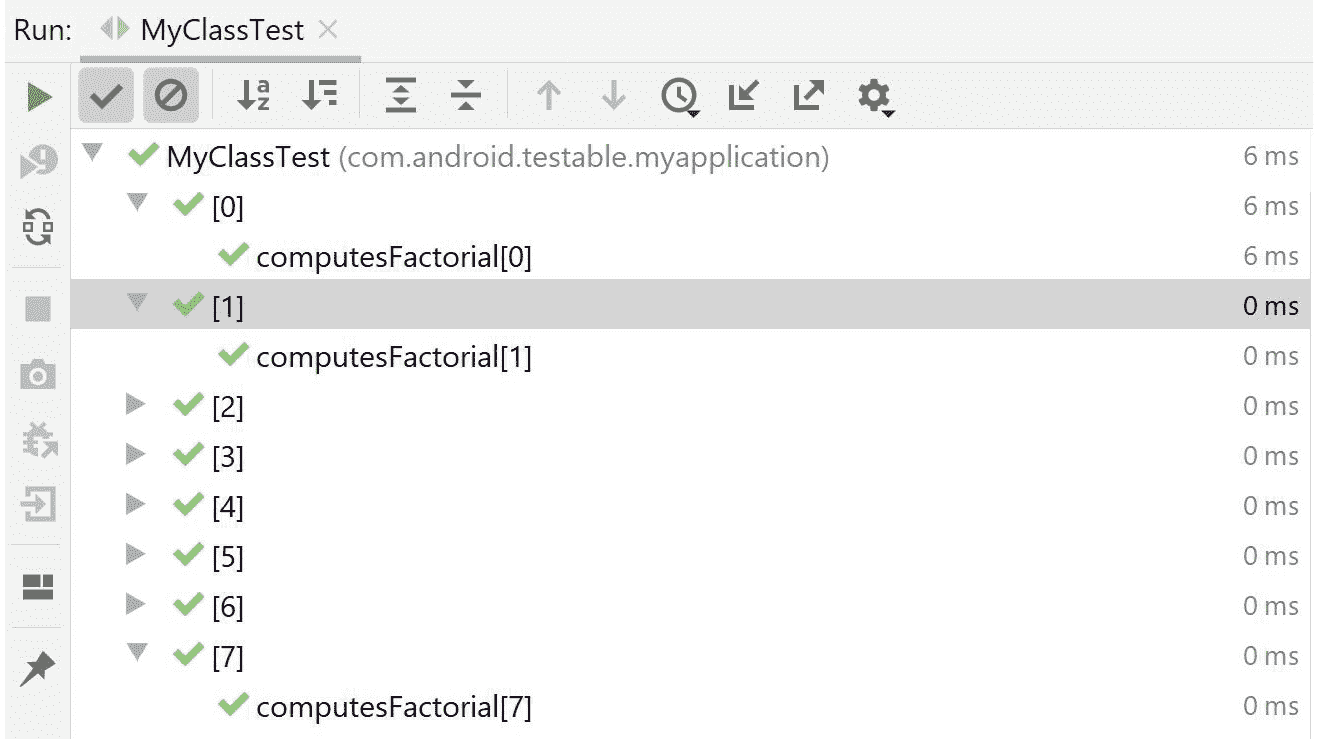 Run: MyClassTest
MyClassTest (com.android.testable.myapplication) 6 ms
[0] 6 ms
computesFactorial[0] 6 ms
[1] 0 ms
computesFactorial[1] 0 ms
[2] 0 ms
[3] 0 ms
[4] 0 ms
[5] 0 ms
[6] 0 ms
[7] 0 ms
computesFactorial[7] 0 ms